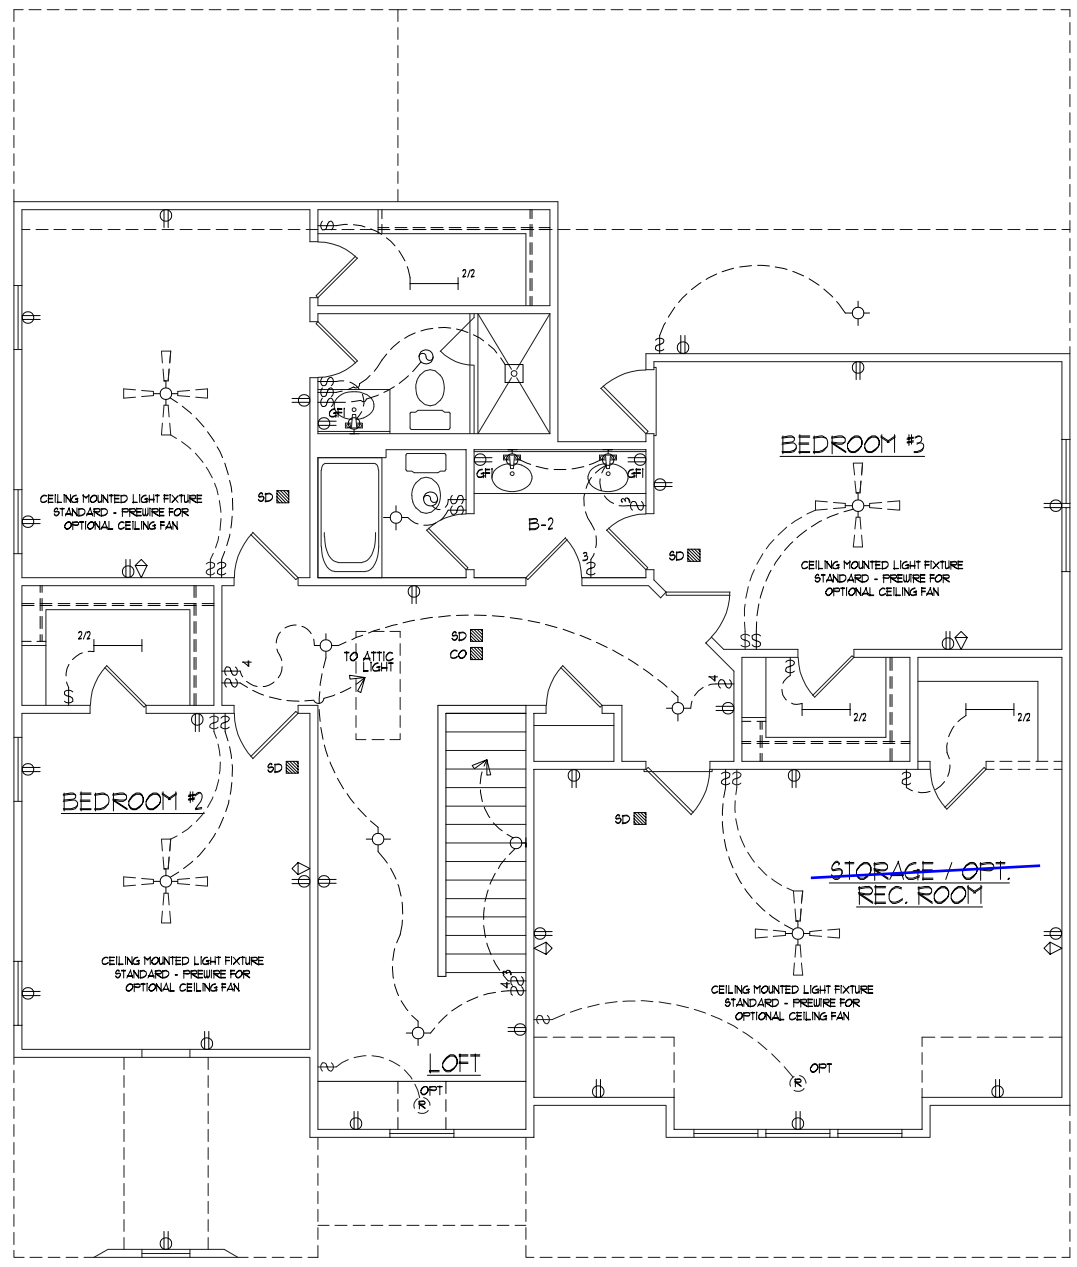 2/2
GFI
BEDROOM #3
GFI
GFI
3
B-2
SD
CEILING MOUNTED LIGHT FIXTURE
STANDARD - PREWIRE FOR
OPTIONAL CEILING FAN
SD
3
CEILING MOUNTED LIGHT FIXTURE
STANDARD - PREWIRE FOR
OPTIONAL CEILING FAN
2/2
4
TO ATTIC
LIGHT
SD
CO
4
2/2
2/2
SD
BEDROOM #2
SD
STORAGE / OPT.
REC. ROOM
CEILING MOUNTED LIGHT FIXTURE
STANDARD - PREWIRE FOR
OPTIONAL CEILING FAN
3
4
CEILING MOUNTED LIGHT FIXTURE
STANDARD - PREWIRE FOR
OPTIONAL CEILING FAN
LOFT
OPT
R
OPT
R